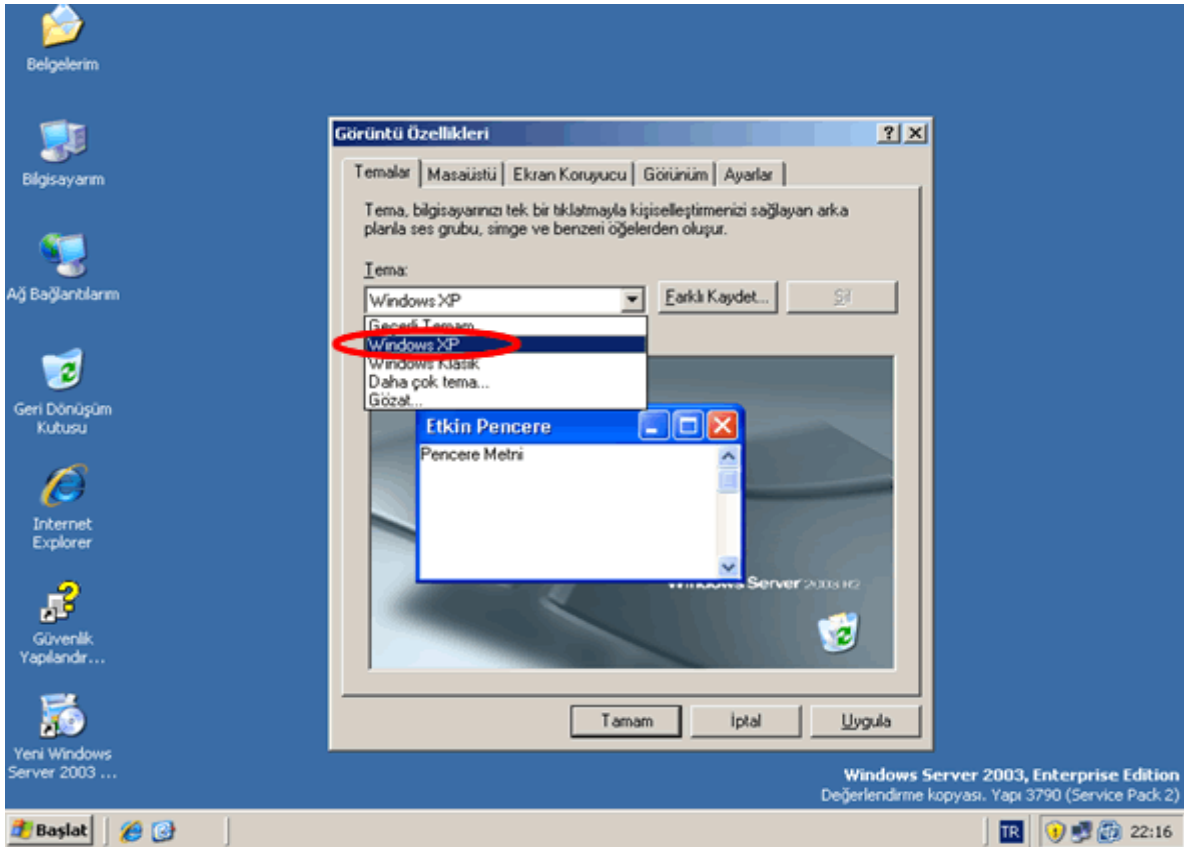 Belgelerim
Bilgisayarım
Ağ Bağlantılarım
Geri Dönüşüm
Kutusu
Internet
Explorer
Güvenlik
Yapılandır...
Yeni Windows
Server 2003 ...
Görüntü Özellikleri
Temalar
Masaüstü
Ekran Koruyucu
Görünüm
Ayarlar
Tema, bilgisayarınızı tek bir tıklatmayla kişiselleştirmenizi sağlayan arka
planla ses grubu, simge ve benzeri öğelerden oluşur.
Tema:
Windows XP
Farklı Kaydet...
Sil
Geçerli Temam
Windows XP
Windows Klasik
Daha çok tema...
Gözat...
Etkin Pencere
Pencere Metni
Windows Server 2003 R2
Tamam
İptal
Uygula
Windows Server 2003, Enterprise Edition
Değerlendirme kopyası. Yapı 3790 (Service Pack 2)
Başlat
TR
22:16